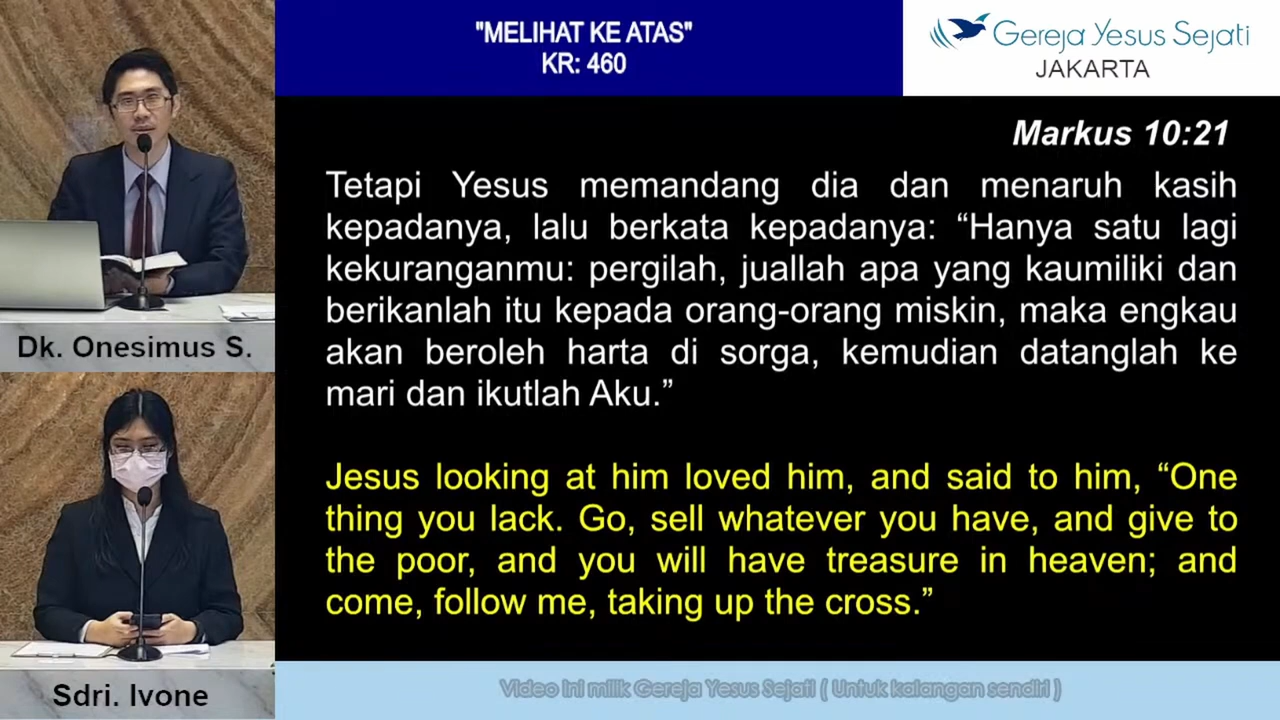 "MELIHAT KE ATAS"
KR: 460
Gereja Yesus Sejati
JAKARTA
Markus 10:21
Tetapi Yesus memandang dia dan menaruh kasih
kepadanya, lalu berkata kepadanya: “Hanya satu lagi
kekuranganmu: pergilah, juallah apa yang kaumiliki dan
berikanlah itu kepada orang-orang miskin, maka engkau
akan beroleh harta di sorga, kemudian datanglah ke
mari dan ikutlah Aku.”
Jesus looking at him loved him, and said to him, “One
thing you lack. Go, sell whatever you have, and give to
the poor, and you will have treasure in heaven; and
come, follow me, taking up the cross.”
Dk. Onesimus S.
Sdri. Ivone
Video ini milik Gereja Yesus Sejati ( Untuk kalangan sendiri )